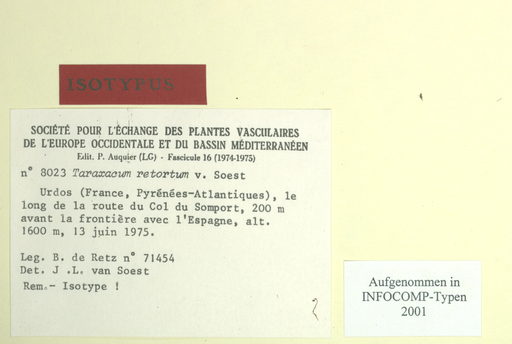 ISOTYPUS
SOCIÉTÉ POUR L'ÉCHANGE DES PLANTES VASCULAIRES
DE L'EUROPE OCCIDENTALE ET DU BASSIN MÉDITERRANÉEN
Edit. P. Auquier (LG) - Fascicule 16 (1974-1975)
n° 8023 Taraxacum retortum v. Soest
Urdos (France, Pyrénées-Atlantiques), le
long de la route du Col du Somport, 200 m
avant la frontière avec l'Espagne, alt.
1600 m, 13 juin 1975.
Leg. B. de Retz n° 71454
Det. J .L. van Soest
Rem.- Isotype !
Aufgenommen in
INFOCOMP-Typen
2001